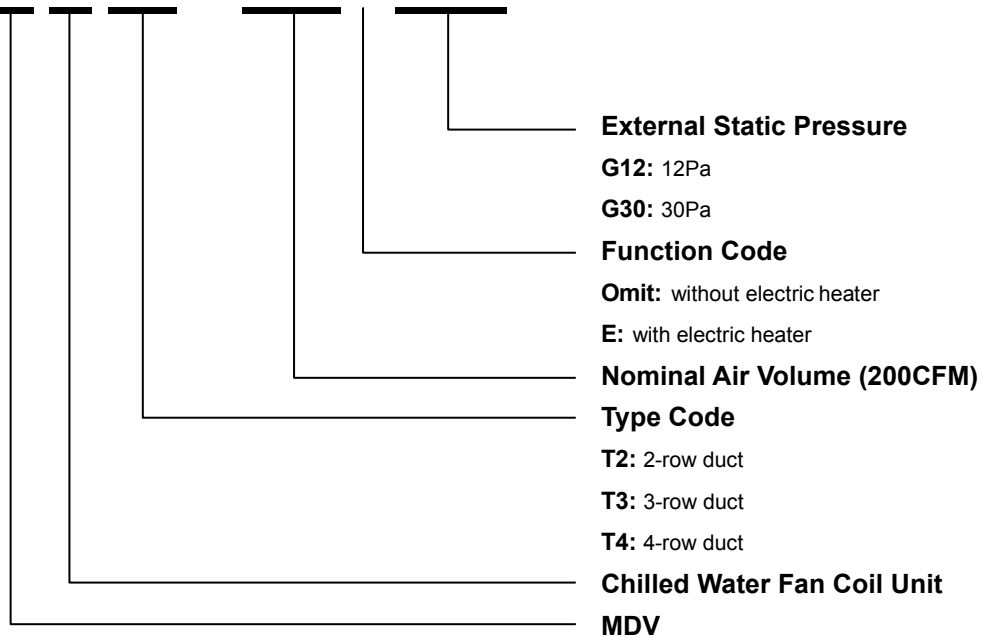 External Static Pressure
G12: 12Pa
G30: 30Pa
Function Code
Omit: without electric heater
E: with electric heater
Nominal Air Volume (200CFM)
Type Code
T2: 2-row duct
T3: 3-row duct
T4: 4-row duct
Chilled Water Fan Coil Unit
MDV